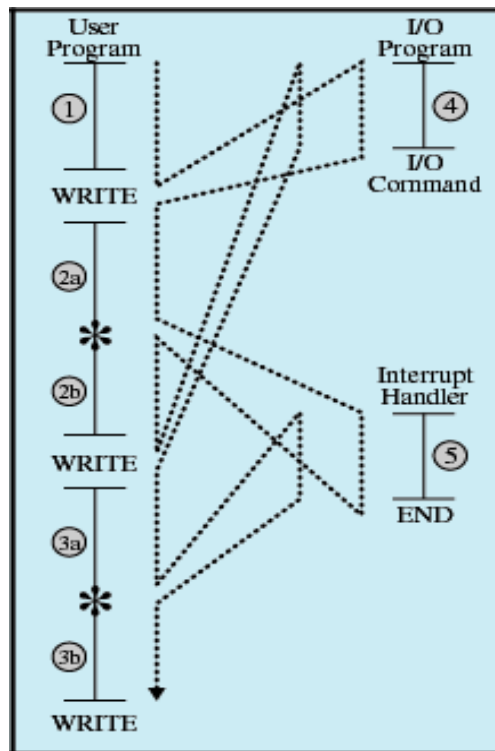 User
Program
1
WRITE
2a
*
2b
WRITE
3a
*
3b
WRITE
I/O
Program
4
I/O
Command
Interrupt
Handler
5
END